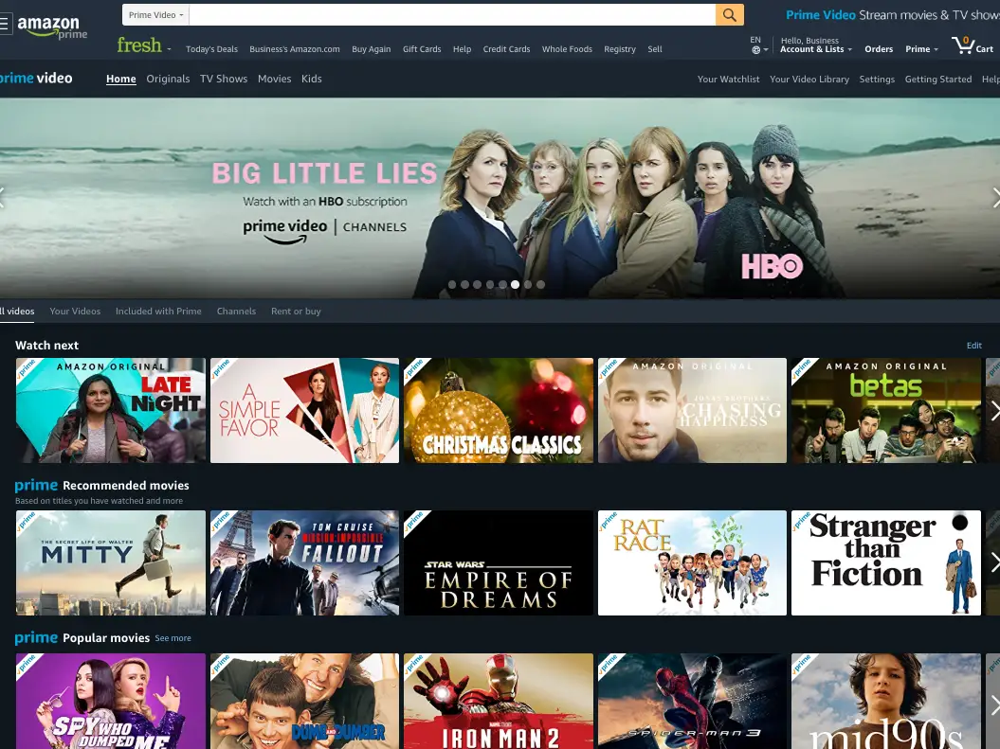 amazon
prime
Prime Video
Prime Video Stream movies & TV shows
fresh
Today's Deals Business's Amazon.com Buy Again Gift Cards Help Credit Cards Whole Foods Registry Sell
EN
Hello, Business
Account & Lists
Orders
Prime
0
Cart
prime video
Home Originals TV Shows Movies Kids
Your Watchlist Your Video Library Settings Getting Started Help
BIG LITTLE LIES
Watch with an HBO subscription
prime video | CHANNELS
HBO
ll videos Your Videos Included with Prime Channels Rent or buy
Watch next
Edit
prime
AMAZON ORIGINAL
LATE
NIGHT
prime
A
SIMPLE
FAVOR
prime
CHRISTMAS CLASSICS
prime
AMAZON ORIGINAL
JONAS BROTHERS
CHASING
HAPPINESS
prime
AMAZON ORIGINAL
betas
prime Recommended movies
Based on titles you have watched and more
prime
THE SECRET LIFE OF WALTER
MITTY
prime
TOM CRUISE
MISSION:IMPOSSIBLE
FALLOUT
prime
STAR WARS
EMPIRE OF
DREAMS
prime
RAT
RACE
prime
Stranger
than
Fiction
prime Popular movies See more
prime
SPY WHO
DUMPED ME
prime
DUMB AND DUMBER
prime
MARVEL STUDIOS
IRON MAN 2
prime
SPIDER-MAN 3
prime
mid90s